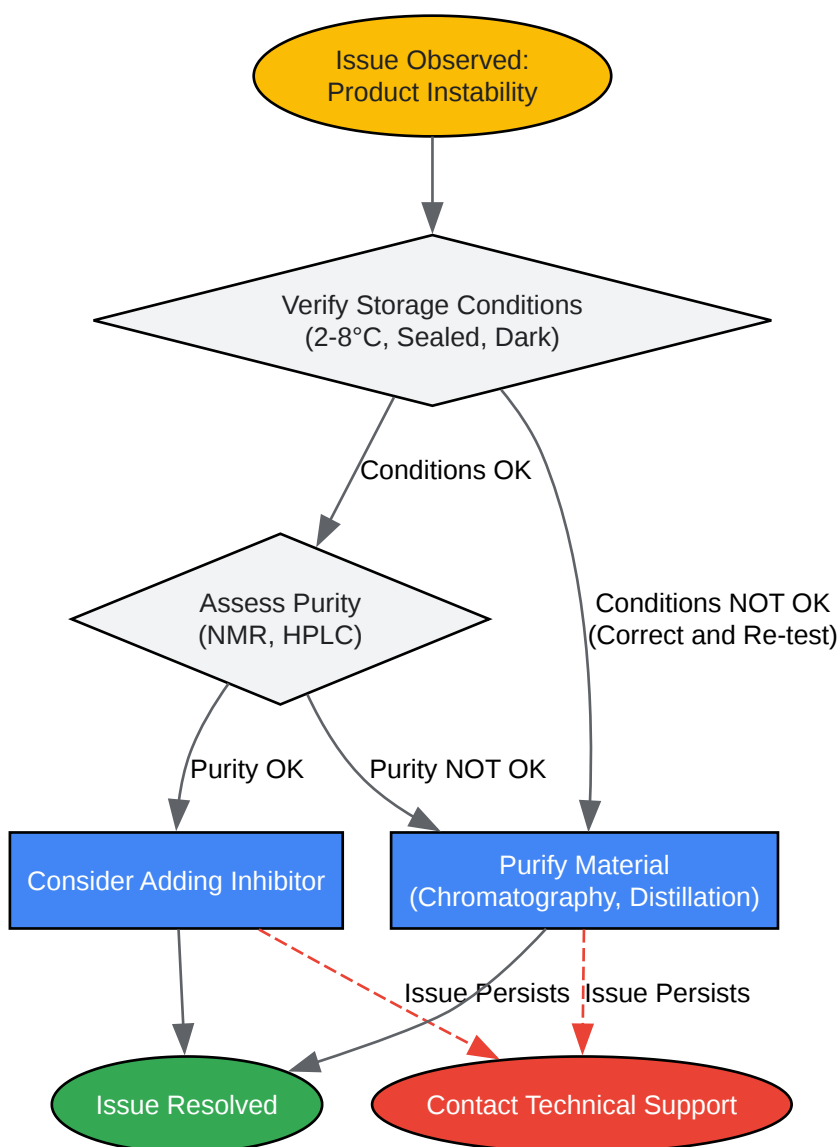 Issue Observed:
Product Instability
Verify Storage Conditions
(2-8°C, Sealed, Dark)
Conditions OK
Assess Purity
(NMR, HPLC)
Conditions NOT OK
(Correct and Re-test)
Purity OK
Purity NOT OK
Consider Adding Inhibitor
Purify Material
(Chromatography, Distillation)
Issue Persists
Issue Persists
Issue Resolved
Contact Technical Support